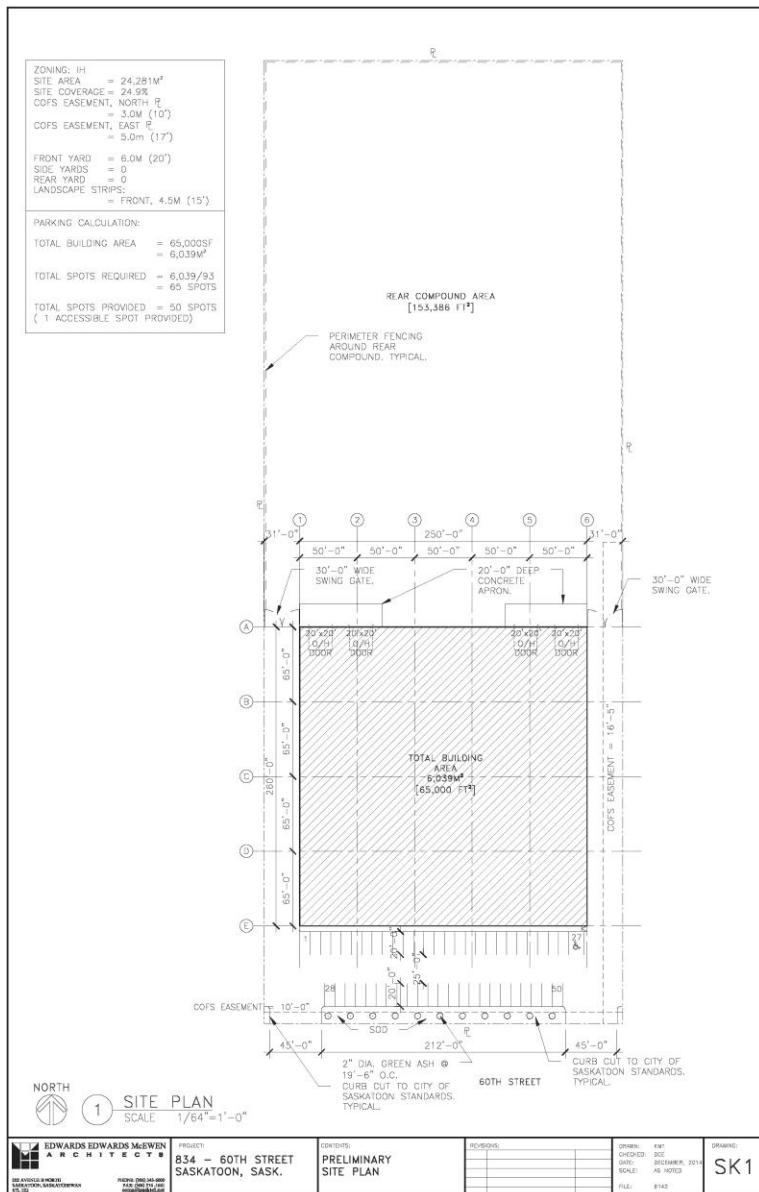 ZONING: IH
SITE AREA = 24,281M²
SITE COVERAGE = 24.9%
COFS EASEMENT, NORTH PL
= 3.0M (10')
COFS EASEMENT, EAST PL
= 5.0m (17')
FRONT YARD = 6.0M (20')
SIDE YARDS = 0
REAR YARD = 0
LANDSCAPE STRIPS:
= FRONT, 4.5M (15')
PARKING CALCULATION:
TOTAL BUILDING AREA = 65,000SF
= 6,039M²
TOTAL SPOTS REQUIRED = 6,039/93
= 65 SPOTS
TOTAL SPOTS PROVIDED = 50 SPOTS
( 1 ACCESSIBLE SPOT PROVIDED)
PL
REAR COMPOUND AREA
[153,386 FT²]
PERIMETER FENCING
AROUND REAR
COMPOUND. TYPICAL.
PL
PL
1 2 3 4 5 6
31'-0" 250'-0" 31'-0"
50'-0" 50'-0" 50'-0" 50'-0" 50'-0"
30'-0" WIDE
SWING GATE.
20'-0" DEEP
CONCRETE
APRON.
30'-0" WIDE
SWING GATE.
A
20'x20' 20'x20' 20'x20' 20'x20'
O/H O/H O/H O/H
DOOR DOOR DOOR DOOR
65'-0"
B
65'-0"
COFS EASEMENT = 16'-5"
C
260'-0"
TOTAL BUILDING
AREA
6,039M²
[65,000 FT²]
65'-0"
D
65'-0"
E
1 27
20'-0"
25'-0"
28 50
20'-0"
COFS EASEMENT = 10'-0"
SOD
PL
45'-0" 212'-0" 45'-0"
2" DIA. GREEN ASH @
19'-6" O.C.
CURB CUT TO CITY OF
SASKATOON STANDARDS.
TYPICAL.
60TH STREET
CURB CUT TO CITY OF
SASKATOON STANDARDS.
TYPICAL.
NORTH
1 SITE PLAN
SCALE 1/64"=1'-0"
EDWARDS EDWARDS McEWEN
ARCHITECTS
PROJECT:
834 - 60TH STREET
SASKATOON, SASK.
CONTENTS:
PRELIMINARY
SITE PLAN
REVISIONS:
DRAWN:
CHECKED:
DATE: DECEMBER, 2014
SCALE: AS NOTED
FILE:
DRAWING:
SK1